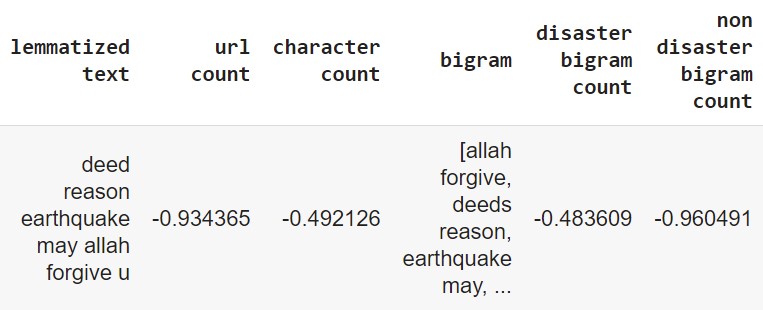 lemmatized text url count character count bigram disaster bigram count non disaster bigram count
deed reason earthquake may allah forgive u -0.934365 -0.492126 [allah forgive, deeds reason, earthquake may, ... -0.483609 -0.960491